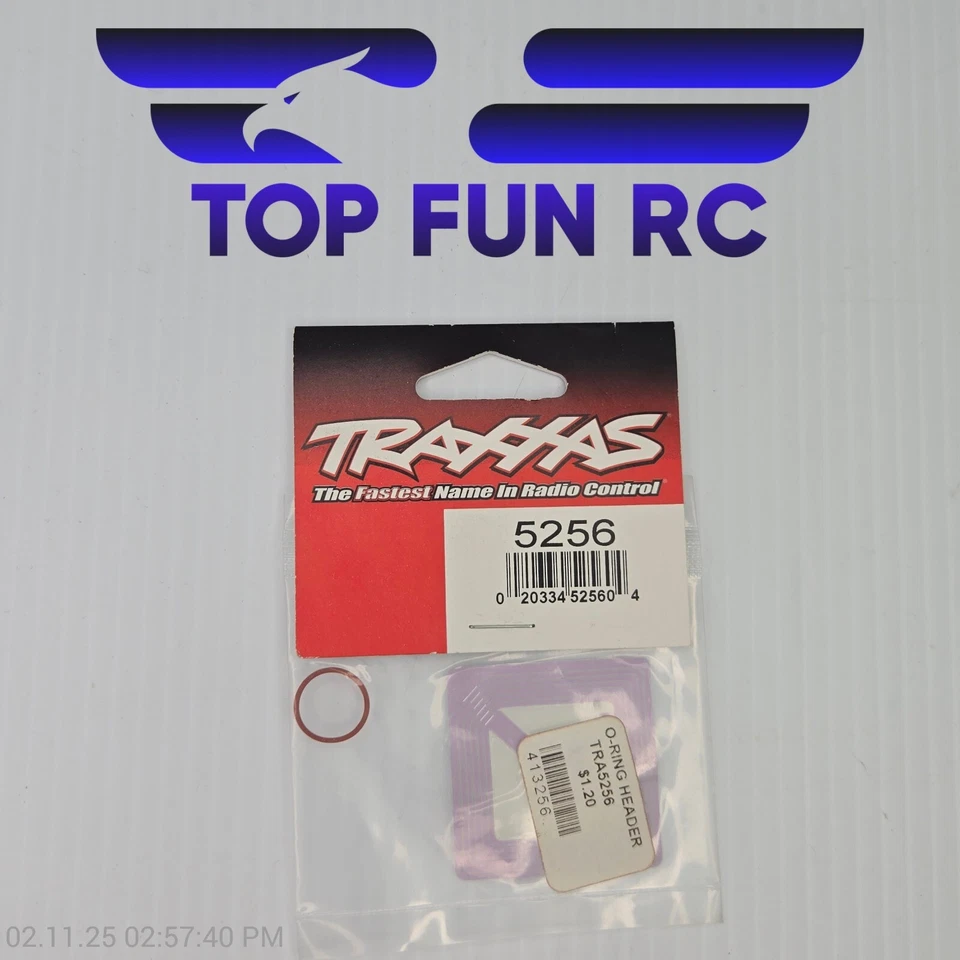 TOP FUN RC
TRAXXAS
The Fastest Name In Radio Control
5256
0 20334 52560 4
O-RING HEADER
TRA5256
$1.20
413256.
02.11.25 02:57:40 PM